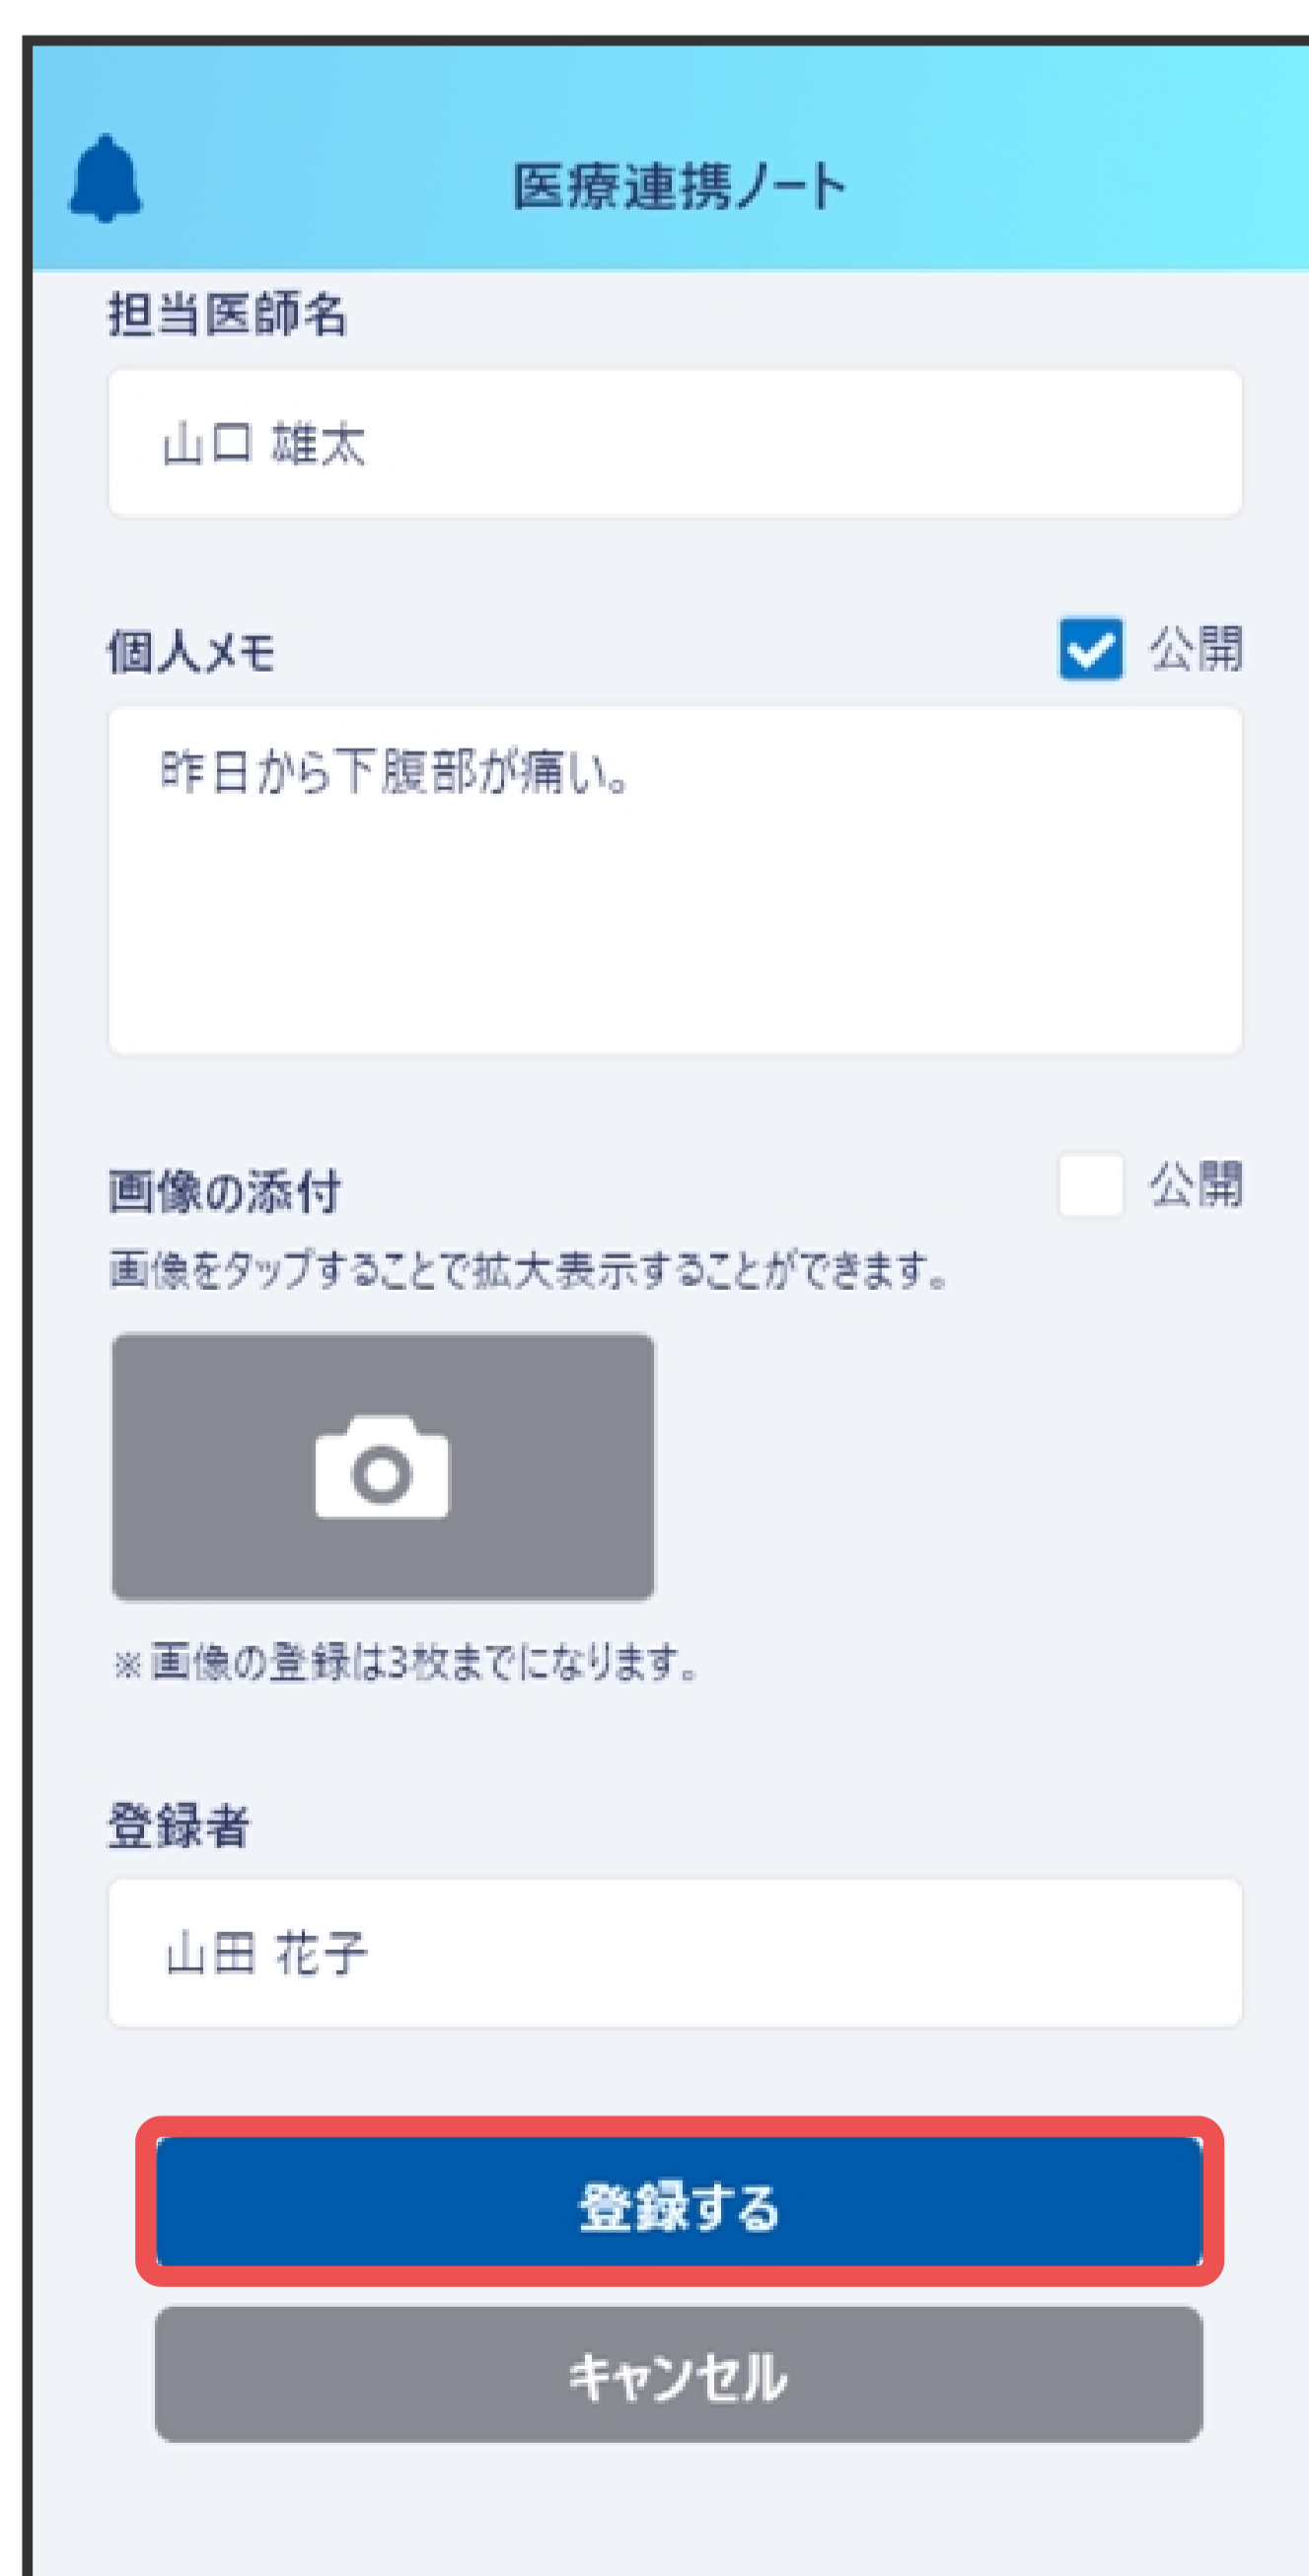 医療連携ノート
担当医師名
山口 雄太
個人メモ
公開
昨日から下腹部が痛い。
画像の添付
公開
画像をタップすることで拡大表示することができます。
※画像の登録は3枚までになります。
登録者
山田 花子
登録する
キャンセル